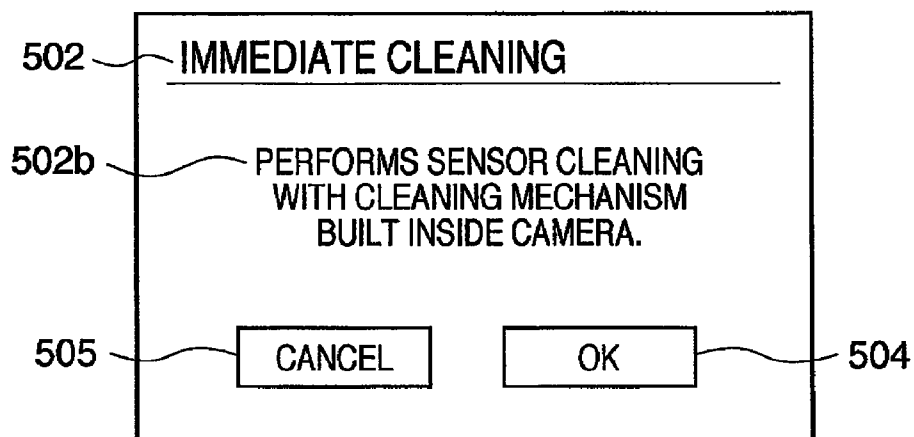 502 IMMEDIATE CLEANING
502b PERFORMS SENSOR CLEANING
WITH CLEANING MECHANISM
BUILT INSIDE CAMERA.
505 CANCEL OK 504